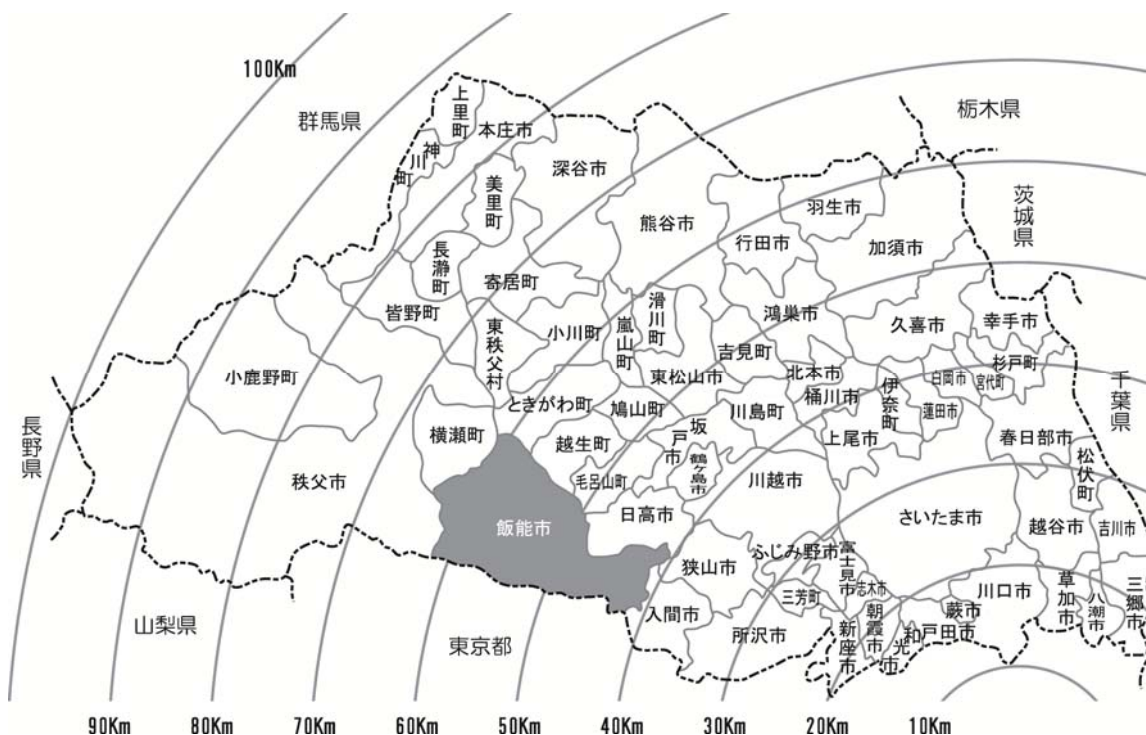 100Km
群馬県
栃木県
茨城県
千葉県
長野県
山梨県
東京都
上里町
本庄市
神川町
美里町
深谷市
熊谷市
羽生市
行田市
加須市
長瀞町
寄居町
皆野町
東秩父村
小川町
嵐山町
滑川町
吉見町
鴻巣市
久喜市
幸手市
杉戸町
小鹿野町
東松山市
北本市
桶川市
伊奈町
白岡市
宮代町
蓮田市
ときがわ町
鳩山町
川島町
上尾市
春日部市
松伏町
横瀬町
越生町
坂戸市
鶴ヶ島市
毛呂山町
川越市
秩父市
飯能市
日高市
さいたま市
越谷市
吉川市
狭山市
ふじみ野市
富士見市
三芳町
志木市
川口市
草加市
八潮市
三郷市
入間市
所沢市
新座市
朝霞市
和光市
戸田市
蕨市
90Km
80Km
70Km
60Km
50Km
40Km
30Km
20Km
10Km